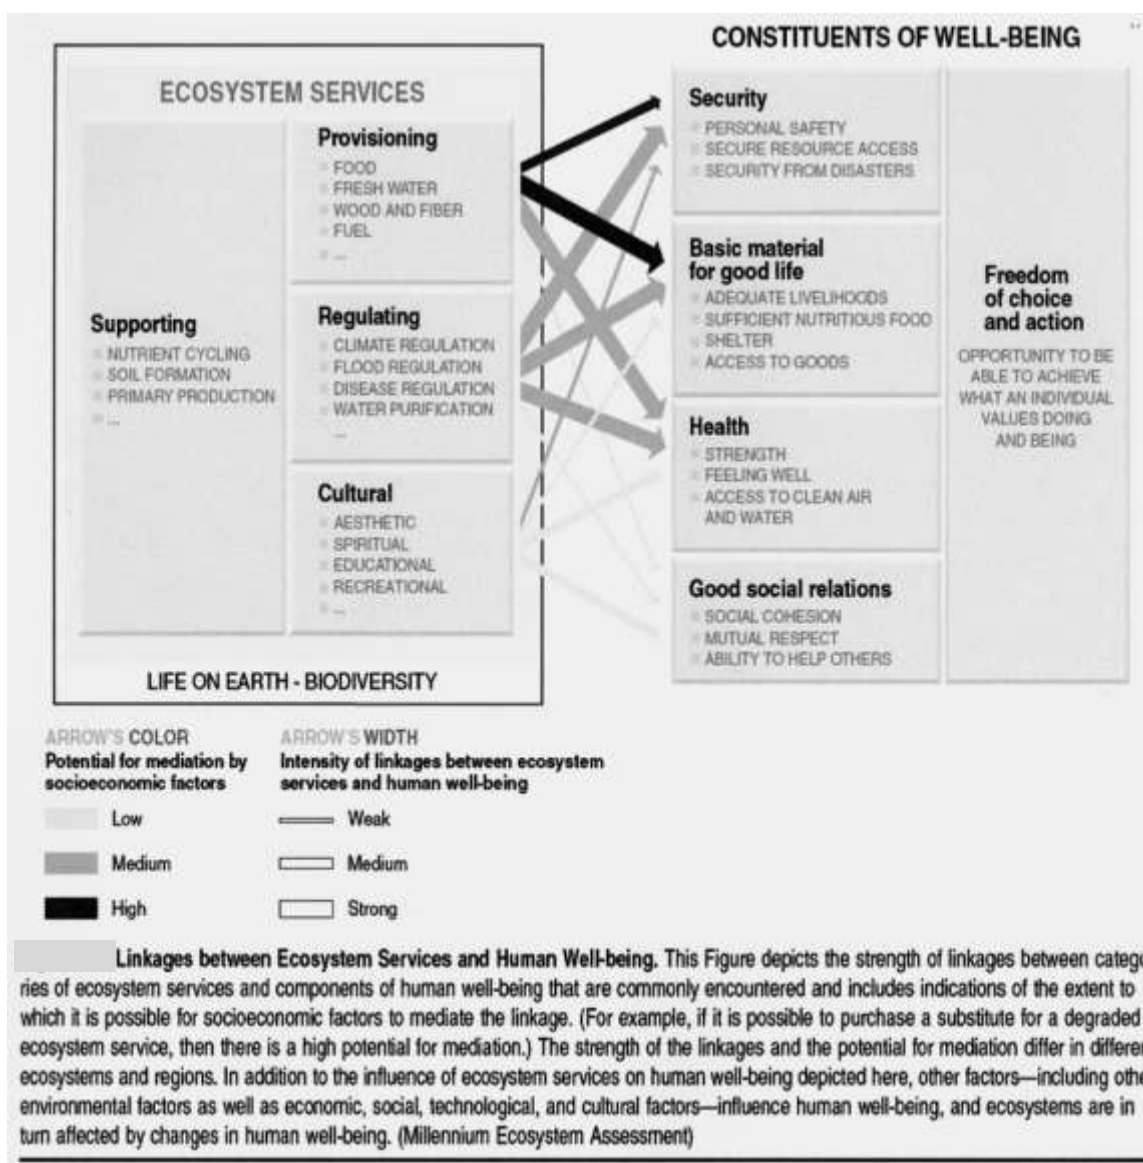 CONSTITUENTS OF WELL-BEING
ECOSYSTEM SERVICES
Supporting
NUTRIENT CYCLING
SOIL FORMATION
PRIMARY PRODUCTION
...
Provisioning
FOOD
FRESH WATER
WOOD AND FIBER
FUEL
...
Regulating
CLIMATE REGULATION
FLOOD REGULATION
DISEASE REGULATION
WATER PURIFICATION
...
Cultural
AESTHETIC
SPIRITUAL
EDUCATIONAL
RECREATIONAL
...
LIFE ON EARTH - BIODIVERSITY
Security
PERSONAL SAFETY
SECURE RESOURCE ACCESS
SECURITY FROM DISASTERS
Basic material
for good life
ADEQUATE LIVELIHOODS
SUFFICIENT NUTRITIOUS FOOD
SHELTER
ACCESS TO GOODS
Health
STRENGTH
FEELING WELL
ACCESS TO CLEAN AIR
AND WATER
Good social relations
SOCIAL COHESION
MUTUAL RESPECT
ABILITY TO HELP OTHERS
Freedom
of choice
and action
OPPORTUNITY TO BE
ABLE TO ACHIEVE
WHAT AN INDIVIDUAL
VALUES DOING
AND BEING
ARROW'S COLOR
Potential for mediation by
socioeconomic factors
Low
Medium
High
ARROW'S WIDTH
Intensity of linkages between ecosystem
services and human well-being
Weak
Medium
Strong
Linkages between Ecosystem Services and Human Well-being. This Figure depicts the strength of linkages between catego
ries of ecosystem services and components of human well-being that are commonly encountered and includes indications of the extent to
which it is possible for socioeconomic factors to mediate the linkage. (For example, if it is possible to purchase a substitute for a degraded
ecosystem service, then there is a high potential for mediation.) The strength of the linkages and the potential for mediation differ in differen
ecosystems and regions. In addition to the influence of ecosystem services on human well-being depicted here, other factors—including othe
environmental factors as well as economic, social, technological, and cultural factors—influence human well-being, and ecosystems are in
turn affected by changes in human well-being. (Millennium Ecosystem Assessment)